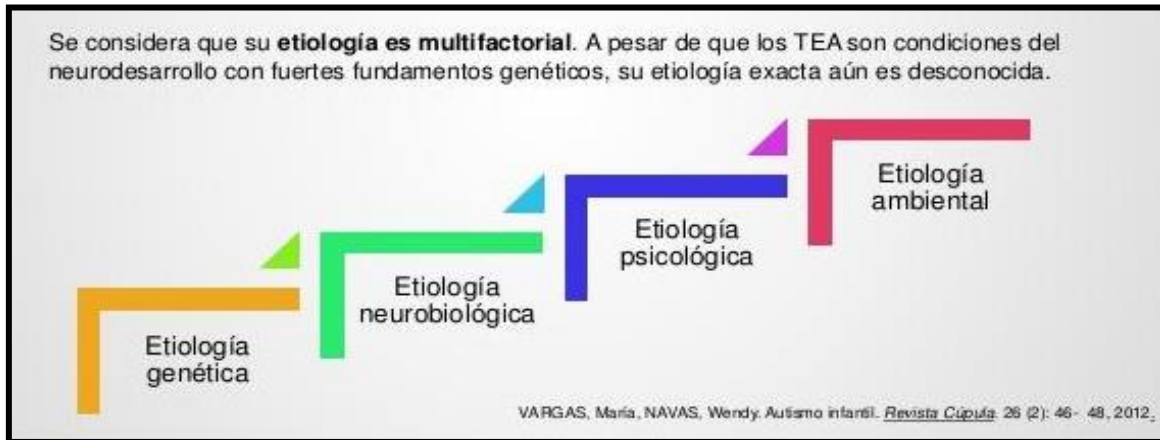 Se considera que su etiología es multifactorial. A pesar de que los TEA son condiciones del
neurodesarrollo con fuertes fundamentos genéticos, su etiología exacta aún es desconocida.
Etiología
genética
Etiología
neurobiológica
Etiología
psicológica
Etiología
ambiental
VARGAS, María, NAVAS, Wendy. Autismo infantil. Revista Cúpula. 26 (2): 46- 48, 2012.